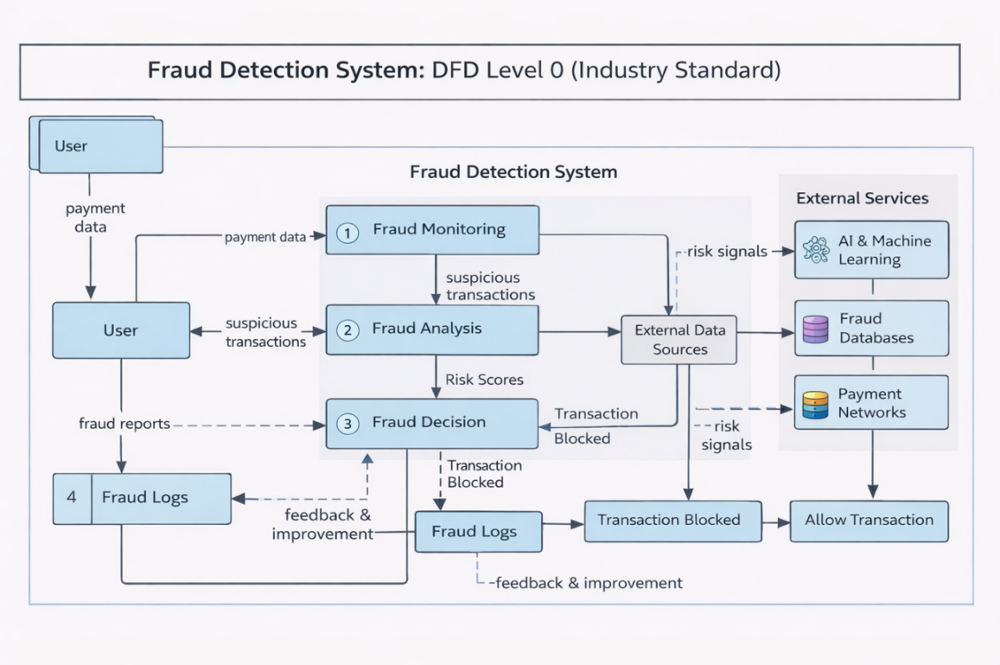 Fraud Detection System: DFD Level 0 (Industry Standard)
User
Fraud Detection System
payment
data
External Services
1 Fraud Monitoring
payment data
AI & Machine
Learning
risk signals
suspicious
transactions
User
suspicious
transactions
2 Fraud Analysis
External Data
Sources
Fraud
Databases
Risk Scores
Payment
Networks
fraud reports
3 Fraud Decision
Transaction
Blocked
risk
signals
Transaction
Blocked
4 Fraud Logs
feedback &
improvement
Fraud Logs
Transaction Blocked
Allow Transaction
feedback & improvement